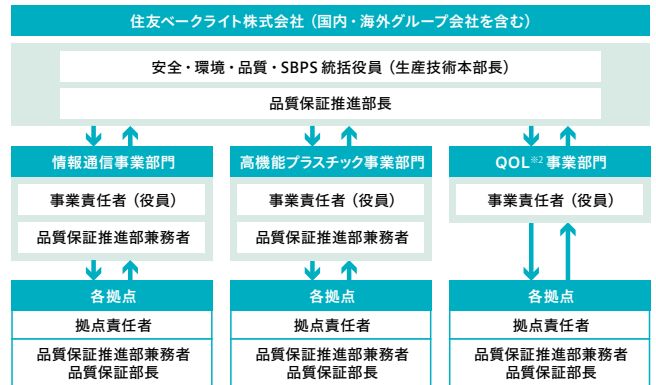 住友ベークライト株式会社（国内・海外グループ会社を含む）
安全・環境・品質・SBPS 統括役員（生産技術本部長）
品質保証推進部長
情報通信事業部門
事業責任者（役員）
品質保証推進部兼務者
各拠点
拠点責任者
品質保証推進部兼務者
品質保証部長
高機能プラスチック事業部門
事業責任者（役員）
品質保証推進部兼務者
各拠点
拠点責任者
品質保証推進部兼務者
品質保証部長
QOL※2 事業部門
事業責任者（役員）
各拠点
拠点責任者
品質保証推進部兼務者
品質保証部長